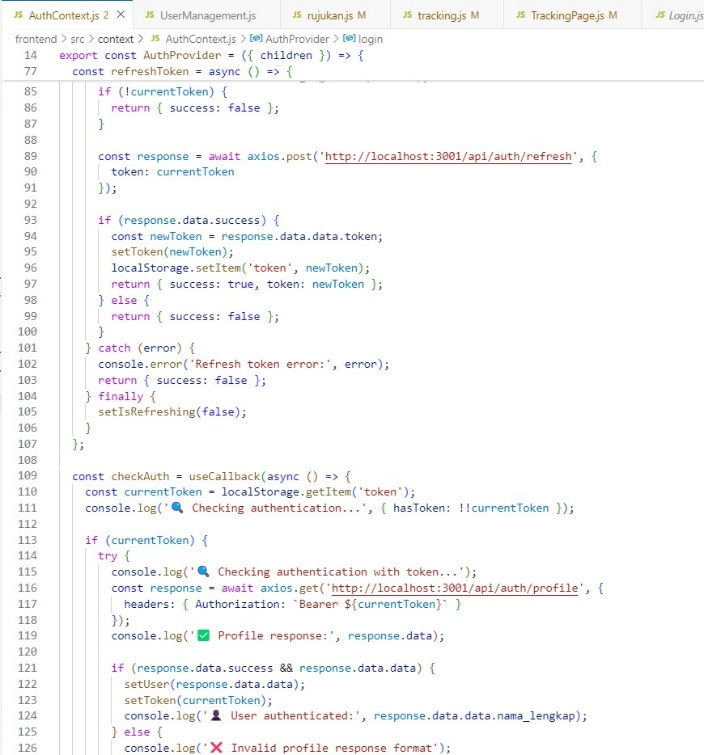 AuthContext.js 2 X UserManagement.js rujukan.js M tracking.js M TrackingPage.js M Login.js
frontend > src > context > JS AuthContext.js > AuthProvider > login
14 export const AuthProvider = ({ children }) => {
77 const refreshToken = async () => {
85 if (!currentToken) {
86 return { success: false };
87 }
88
89 const response = await axios.post('http://localhost:3001/api/auth/refresh', {
90 token: currentToken
91 });
92
93 if (response.data.success) {
94 const newToken = response.data.data.token;
95 setToken(newToken);
96 localStorage.setItem('token', newToken);
97 return { success: true, token: newToken };
98 } else {
99 return { success: false };
100 }
101 } catch (error) {
102 console.error('Refresh token error:', error);
103 return { success: false };
104 } finally {
105 setIsRefreshing(false);
106 }
107 };
108
109 const checkAuth = useCallback(async () => {
110 const currentToken = localStorage.getItem('token');
111 console.log('🔍 Checking authentication...', { hasToken: !!currentToken });
112
113 if (currentToken) {
114 try {
115 console.log('🔍 Checking authentication with token...');
116 const response = await axios.get('http://localhost:3001/api/auth/profile', {
117 headers: { Authorization: `Bearer ${currentToken}` }
118 });
119 console.log('✅ Profile response:', response.data);
120
121 if (response.data.success && response.data.data) {
122 setUser(response.data.data);
123 setToken(currentToken);
124 console.log('👤 User authenticated:', response.data.data.nama_lengkap);
125 } else {
126 console.log('❌ Invalid profile response format');